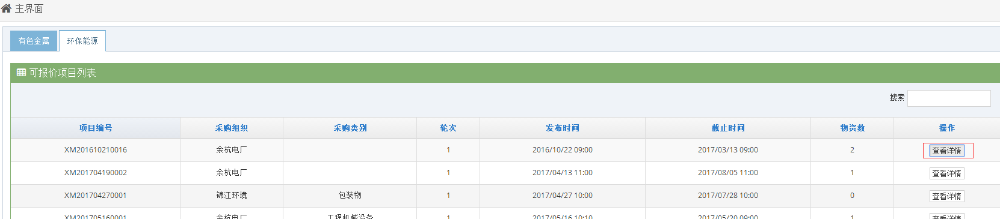 主界面
有色金属 环保能源
可报价项目列表
搜索
项目编号 采购组织 采购类别 轮次 发布时间 截止时间 物资数 操作
XM201610210016 余杭电厂 1 2016/10/22 09:00 2017/03/13 09:00 2 查看详情
XM201704190002 余杭电厂 1 2017/04/13 11:00 2017/08/05 11:00 1 查看详情
XM201704270001 锦江环境 包装物 1 2017/04/27 10:00 2017/07/28 10:00 0 查看详情
XM201705160001 余杭电厂 工程机械设备 1 2017/05/16 10:10 2017/05/20 09:00 1 查看详情